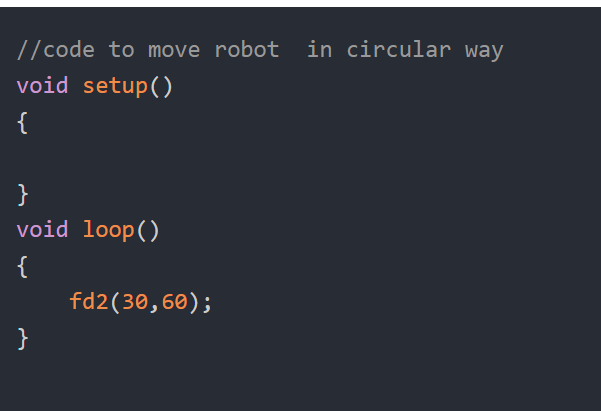 //code to move robot  in circular way
void setup()
{
}
void loop()
{
    fd2(30,60);
}